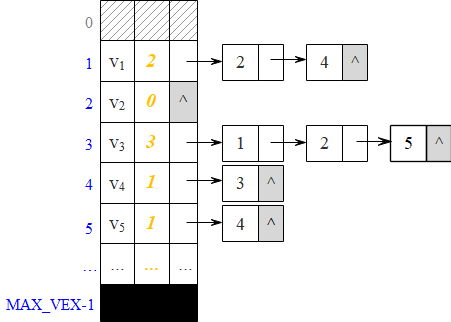 0
1 v1 2 2 4 ^
2 v2 0 ^
3 v3 3 1 2 5 ^
4 v4 1 3 ^
5 v5 1 4 ^
... ... ... ...
MAX_VEX-1